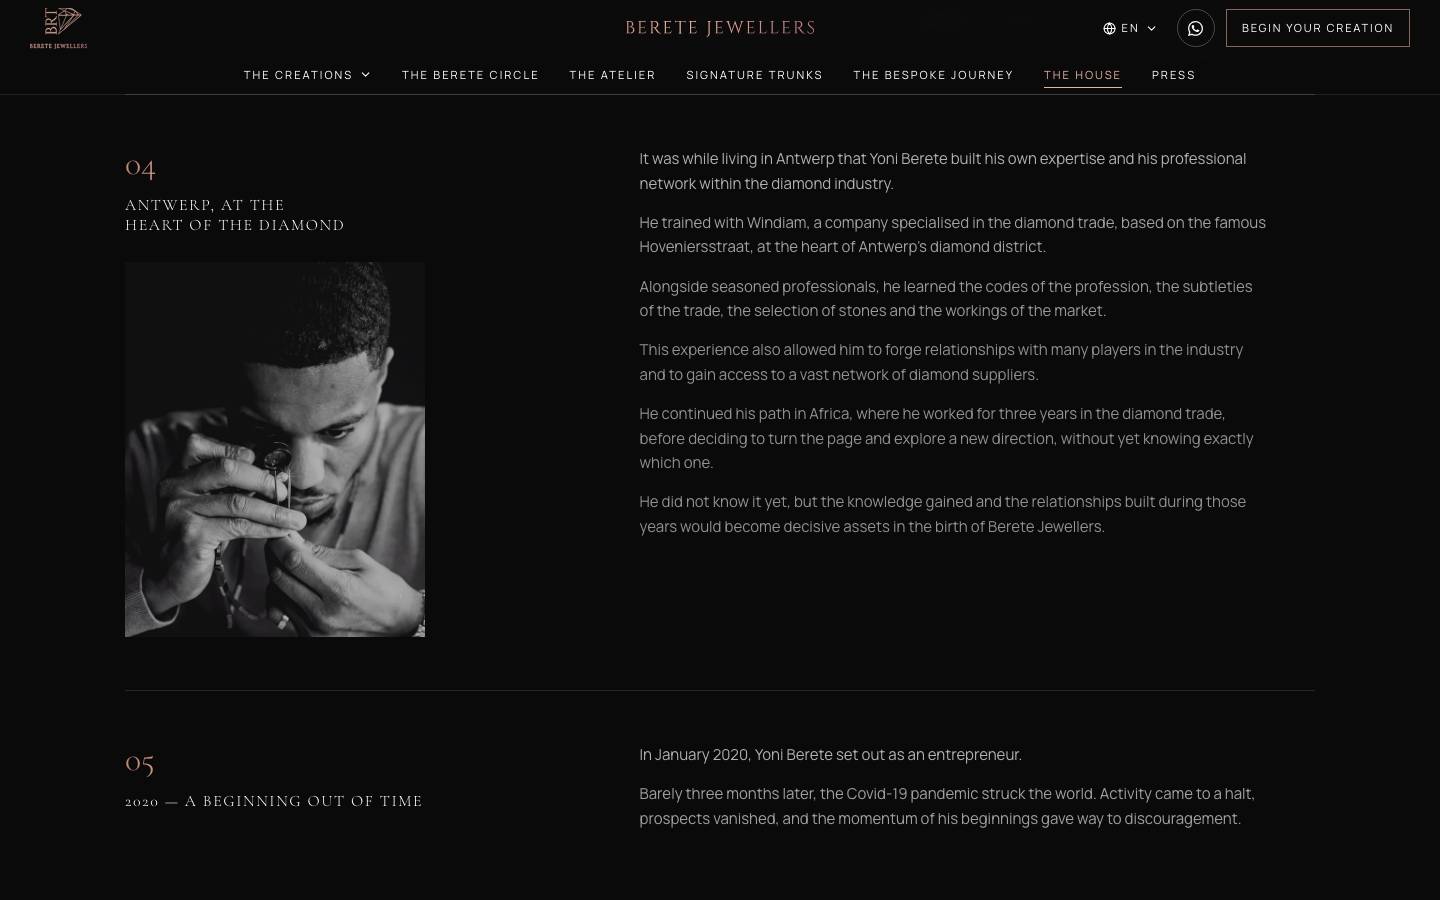 BRT
BERETE JEWELLERS
BERETE JEWELLERS
EN
BEGIN YOUR CREATION
THE CREATIONS
THE BERETE CIRCLE
THE ATELIER
SIGNATURE TRUNKS
THE BESPOKE JOURNEY
THE HOUSE
PRESS
04
ANTWERP, AT THE
HEART OF THE DIAMOND
It was while living in Antwerp that Yoni Berete built his own expertise and his professional
network within the diamond industry.
He trained with Windiam, a company specialised in the diamond trade, based on the famous
Hoveniersstraat, at the heart of Antwerp's diamond district.
Alongside seasoned professionals, he learned the codes of the profession, the subtleties
of the trade, the selection of stones and the workings of the market.
This experience also allowed him to forge relationships with many players in the industry
and to gain access to a vast network of diamond suppliers.
He continued his path in Africa, where he worked for three years in the diamond trade,
before deciding to turn the page and explore a new direction, without yet knowing exactly
which one.
He did not know it yet, but the knowledge gained and the relationships built during those
years would become decisive assets in the birth of Berete Jewellers.
05
2020 — A BEGINNING OUT OF TIME
In January 2020, Yoni Berete set out as an entrepreneur.
Barely three months later, the Covid-19 pandemic struck the world. Activity came to a halt,
prospects vanished, and the momentum of his beginnings gave way to discouragement.